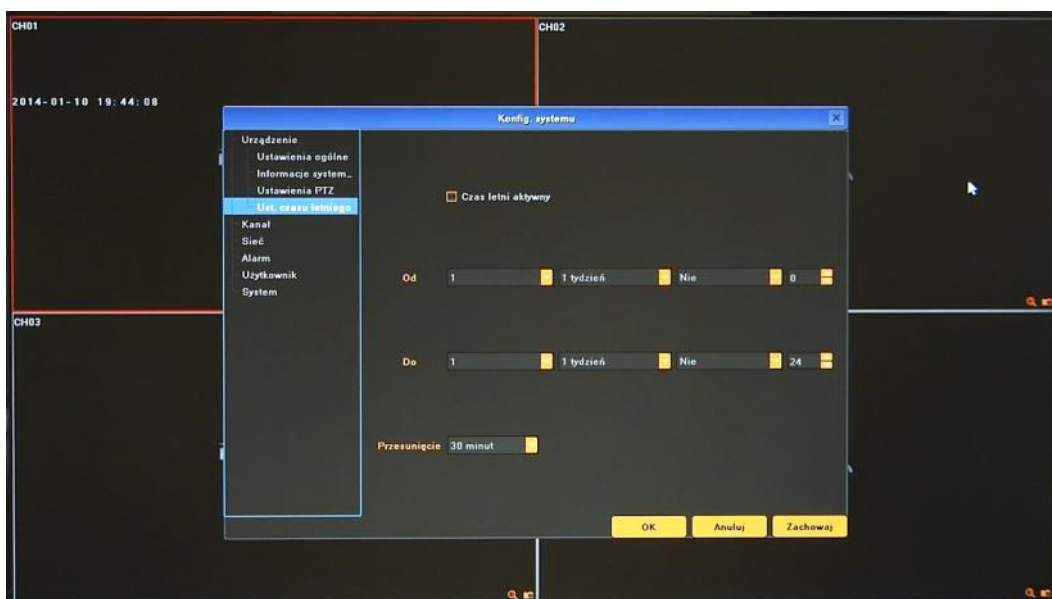 CH01
CH02
2014-01-10 19:44:08
Konfig. systemu
Urządzenie
Ustawienia ogólne
Informacje system..
Ustawienia PTZ
Ust. czasu letniego
Kanał
Sieć
Alarm
Użytkownik
System
Czas letni aktywny
Od 1 1 tydzień Nie 0
Do 1 1 tydzień Nie 24
Przesunięcie 30 minut
OK Anuluj Zachowaj
CH03